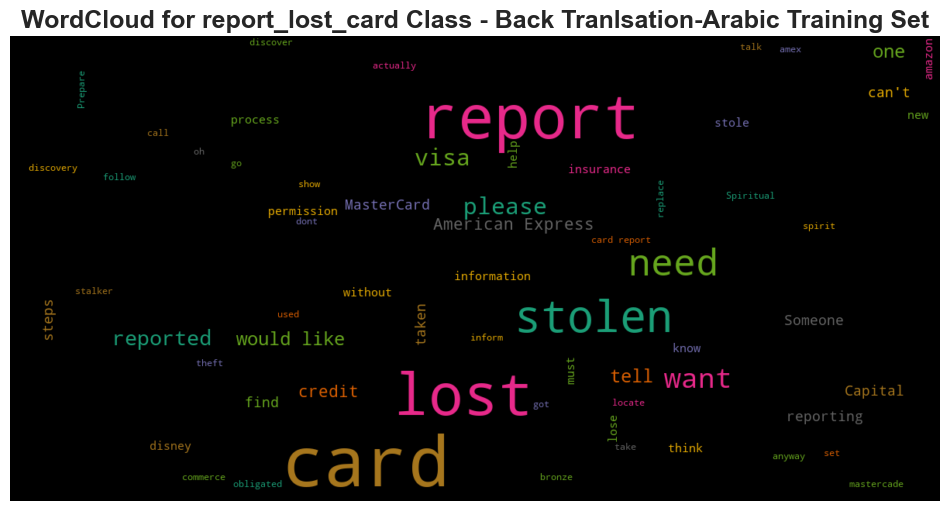 WordCloud for report_lost_card Class - Back Tranlsation-Arabic Training Set
discover
talk
amex
one
amazon
actually
Prepare
can't
report
process
stole
new
call
visa
help
oh
go
insurance
discovery
follow
show
replace
Spiritual
permission
MasterCard
please
dont
American Express
spirit
card report
need
information
stalker
without
steps
used
taken
stolen
Someone
reported
would like
inform
know
theft
must
tell
want
credit
lost
find
got
locate
Capital
reporting
lose
disney
card
take
think
set
anyway
commerce
obligated
bronze
mastercade